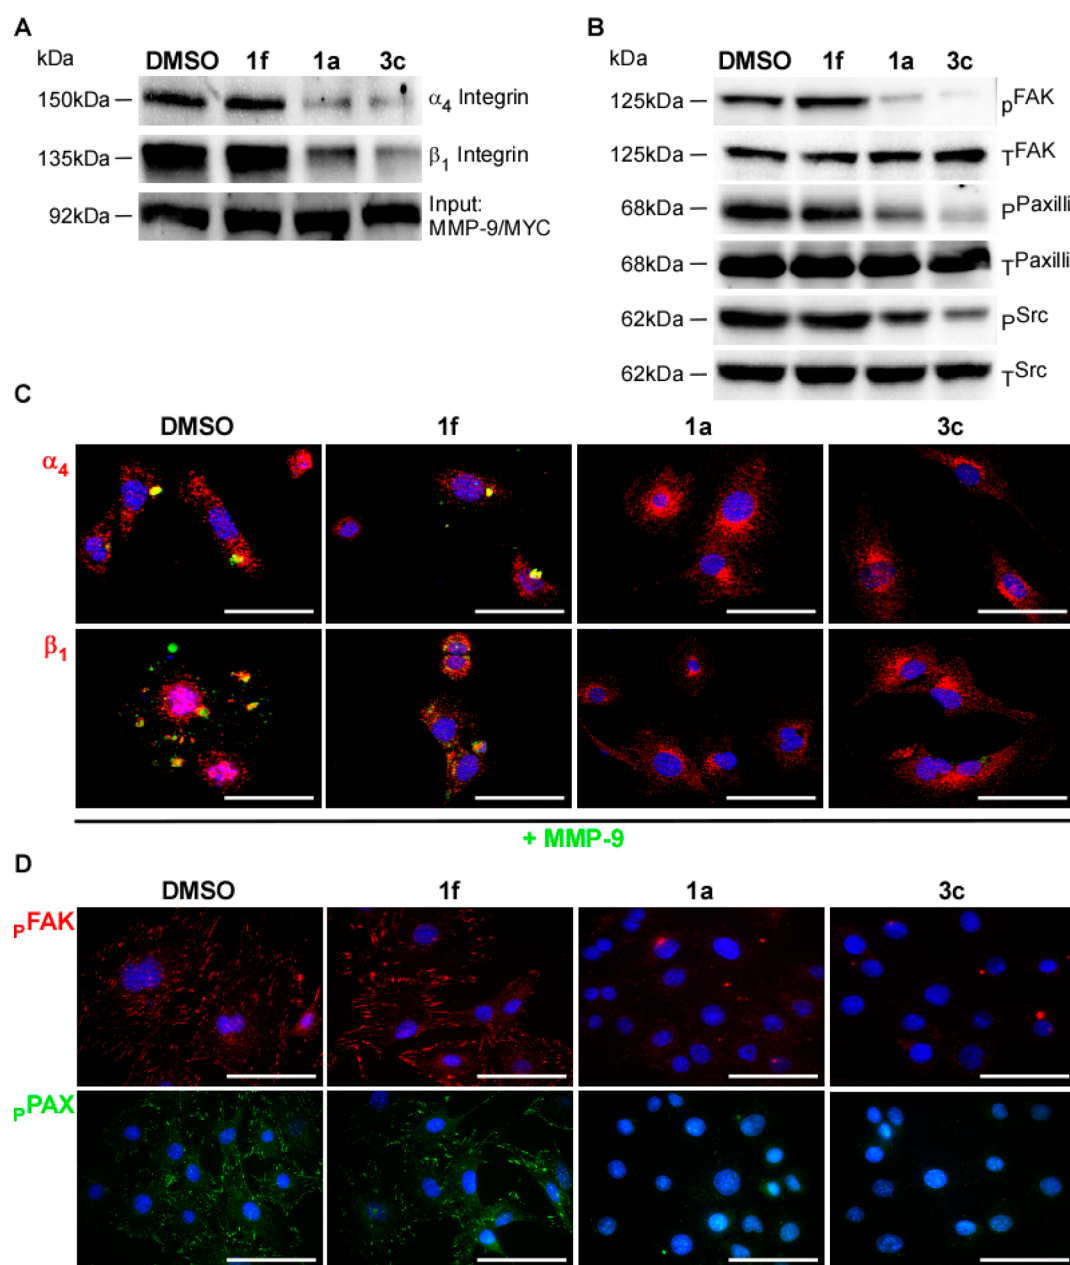 A
kDa DMSO 1f 1a 3c
150kDa α4 Integrin
135kDa β1 Integrin
92kDa Input:
MMP-9/MYC
B
kDa DMSO 1f 1a 3c
125kDa pFAK
125kDa TFAK
68kDa PPaxilli
68kDa TPaxilli
62kDa PSrc
62kDa TSrc
C
DMSO 1f 1a 3c
α4
β1
+ MMP-9
D
DMSO 1f 1a 3c
PFAK
PPAX